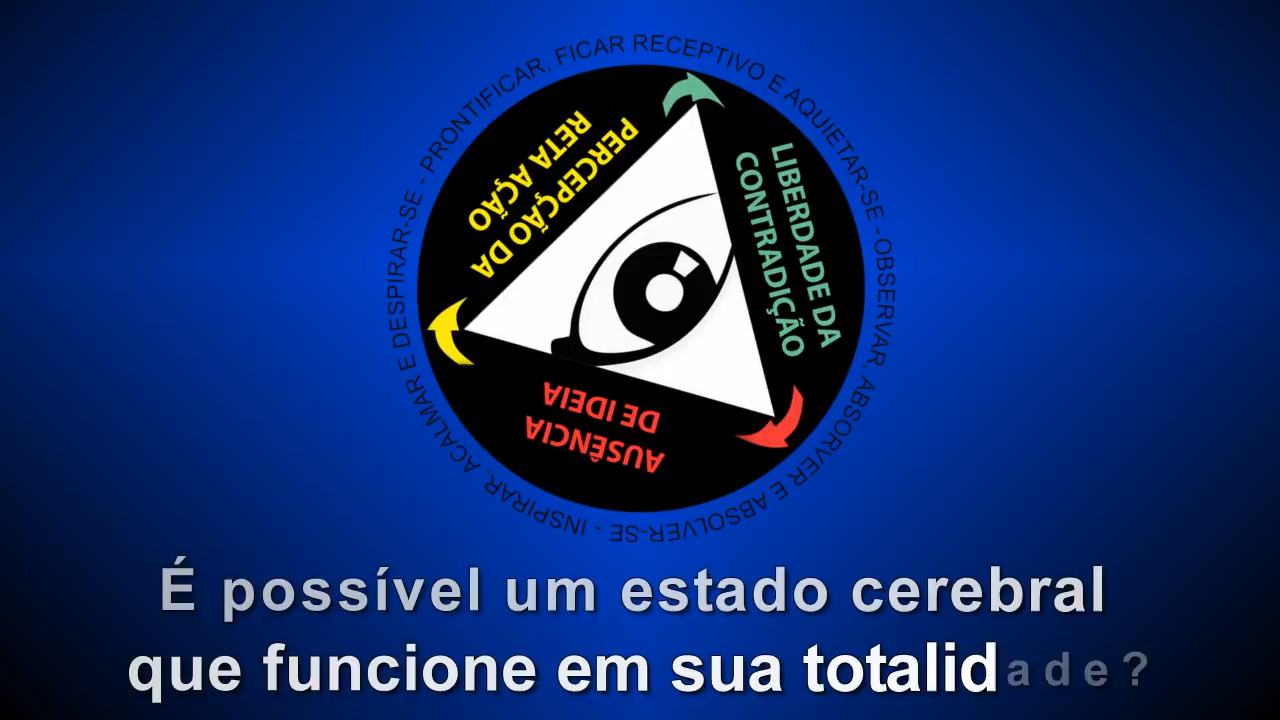 PRONTIFICAR, FICAR RECEPTIVO E AQUIETAR-SE - OBSERVAR, ABSORVER E ABSOLVER-SE - INSPIRAR, ACALMAR E DESPIRAR-SE -
PERCEPÇÃO DA
RETA AÇÃO
LIBERDADE DA
CONTRADIÇÃO
AUSÊNCIA
DE IDEIA
É possível um estado cerebral
que funcione em sua totalidade?